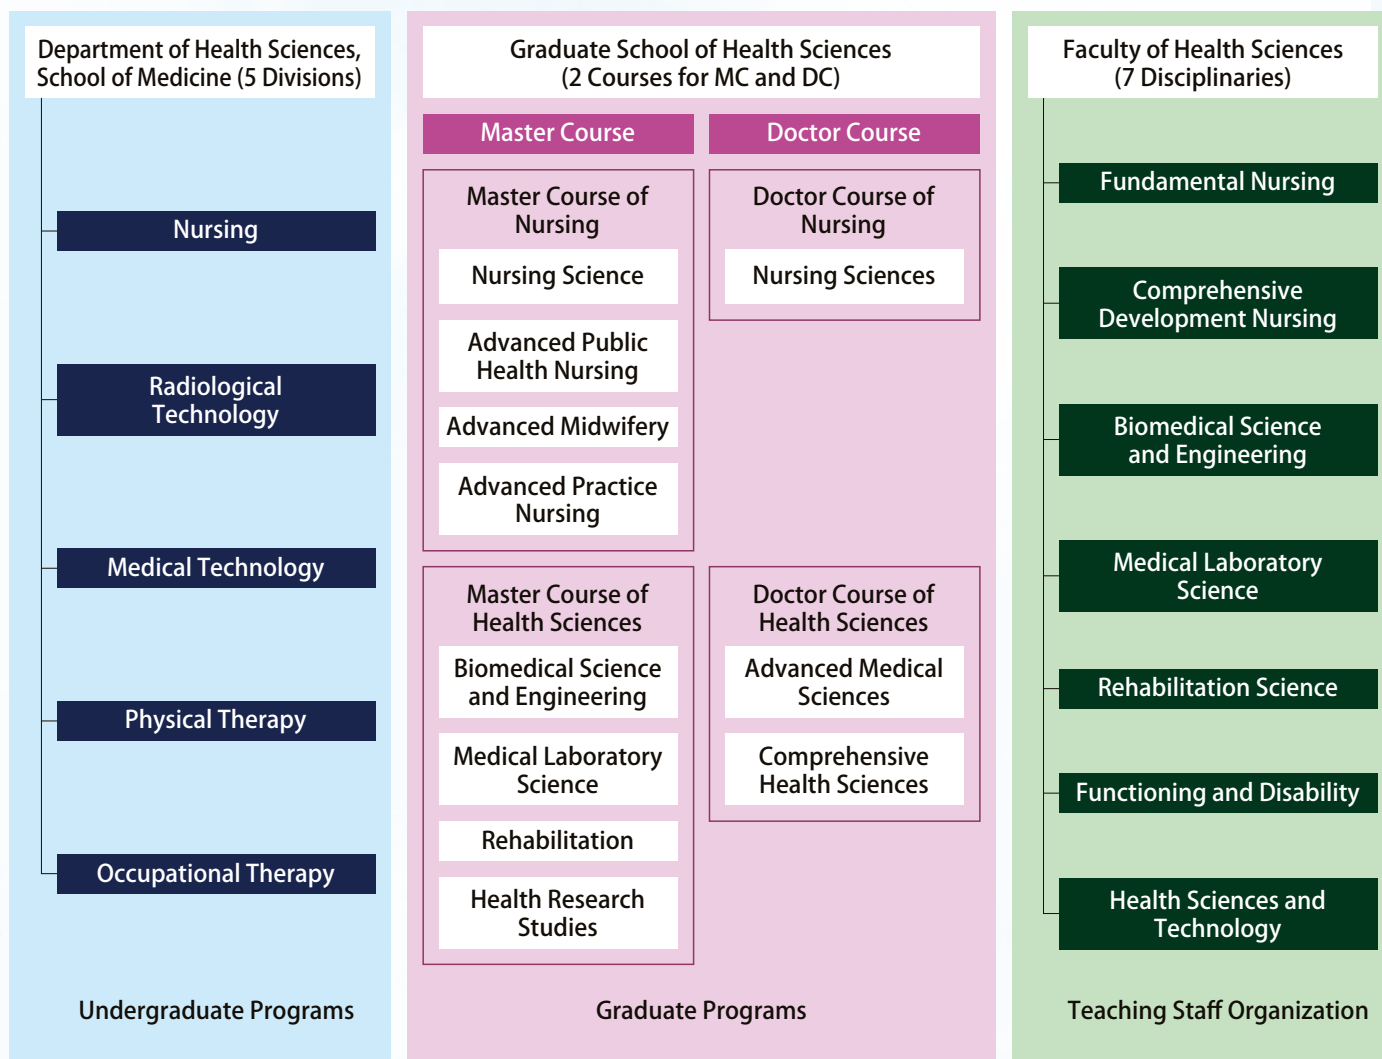 Department of Health Sciences,
School of Medicine (5 Divisions)
Nursing
Radiological
Technology
Medical Technology
Physical Therapy
Occupational Therapy
Undergraduate Programs
Graduate School of Health Sciences
(2 Courses for MC and DC)
Master Course
Master Course of
Nursing
Nursing Science
Advanced Public
Health Nursing
Advanced Midwifery
Advanced Practice
Nursing
Master Course of
Health Sciences
Biomedical Science
and Engineering
Medical Laboratory
Science
Rehabilitation
Health Research
Studies
Doctor Course
Doctor Course of
Nursing
Nursing Sciences
Doctor Course of
Health Sciences
Advanced Medical
Sciences
Comprehensive
Health Sciences
Graduate Programs
Faculty of Health Sciences
(7 Disciplinaries)
Fundamental Nursing
Comprehensive
Development Nursing
Biomedical Science
and Engineering
Medical Laboratory
Science
Rehabilitation Science
Functioning and Disability
Health Sciences and
Technology
Teaching Staff Organization